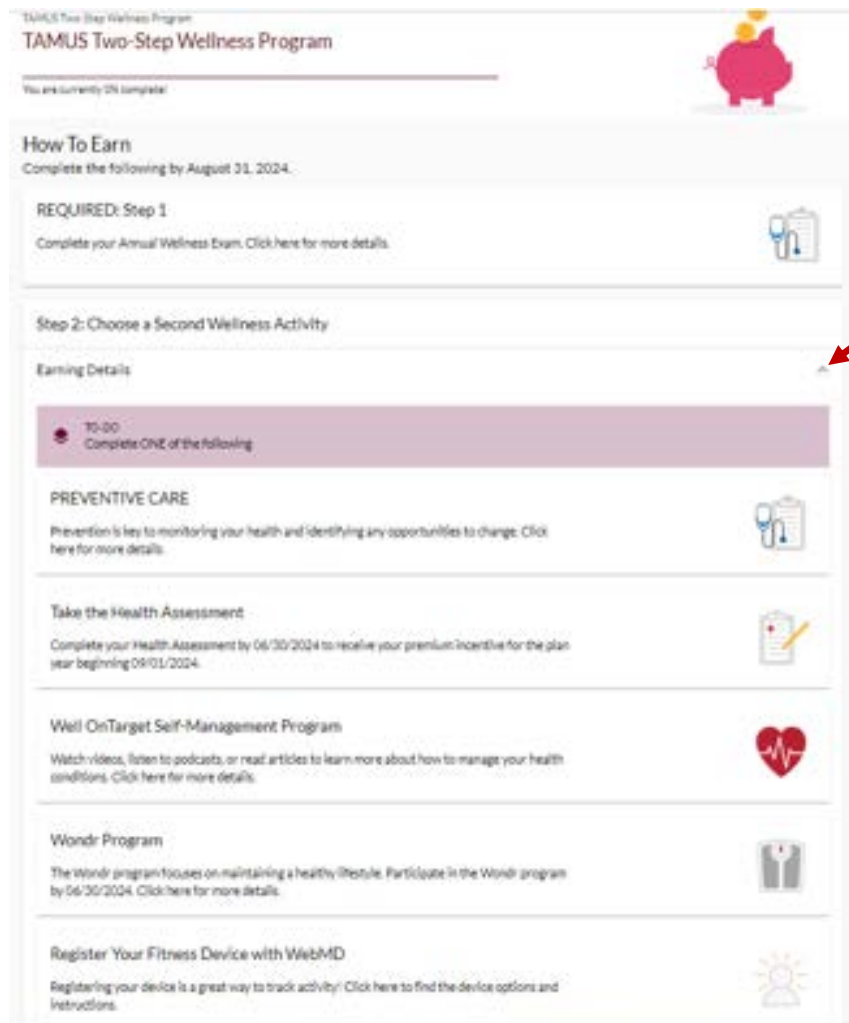 TAMUS Two-Step Wellness Program
TAMUS Two-Step Wellness Program
You are currently 0% complete!
How To Earn
Complete the following by August 31, 2024.
REQUIRED: Step 1
Complete your Annual Wellness Exam. Click here for more details.
Step 2: Choose a Second Wellness Activity
Earning Details
TO-DO
Complete ONE of the following
PREVENTIVE CARE
Prevention is key to monitoring your health and identifying any opportunities to change. Click
here for more details.
Take the Health Assessment
Complete your Health Assessment by 06/30/2024 to receive your premium incentive for the plan
year beginning 09/01/2024.
Well OnTarget Self-Management Program
Watch videos, listen to podcasts, or read articles to learn more about how to manage your health
conditions. Click here for more details.
Wondr Program
The Wondr program focuses on maintaining a healthy lifestyle. Participate in the Wondr program
by 06/30/2024. Click here for more details.
Register Your Fitness Device with WebMD
Registering your device is a great way to track activity! Click here to find the device options and
instructions.